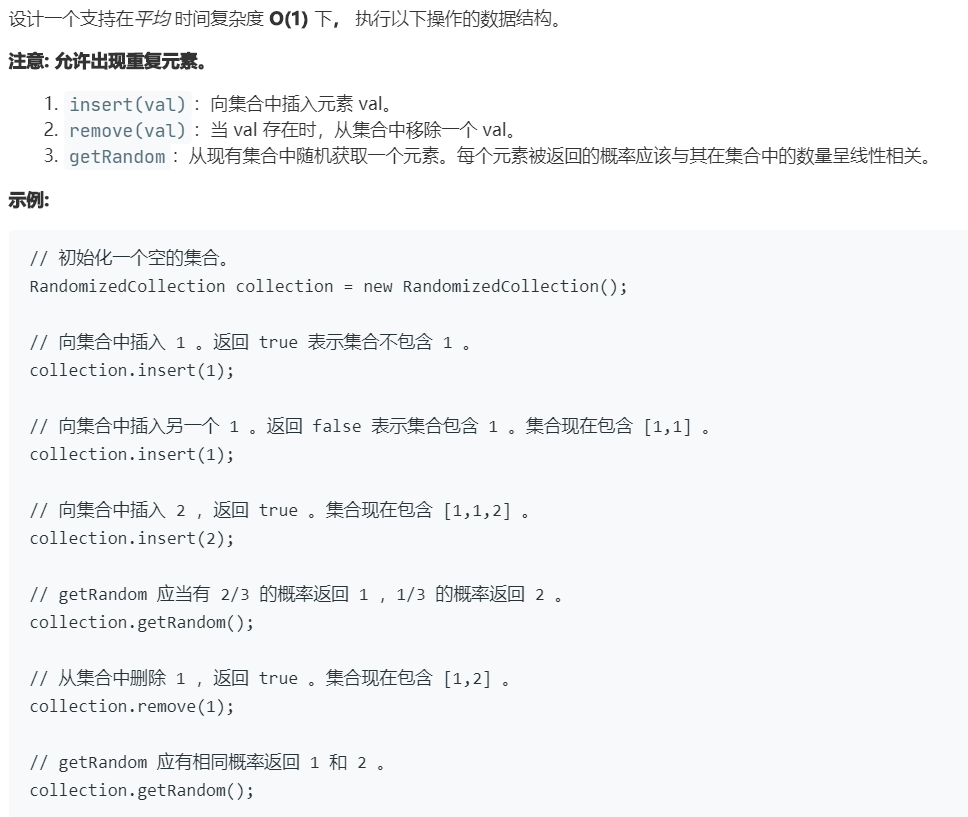 设计一个支持在平均 时间复杂度 O(1) 下， 执行以下操作的数据结构。
注意: 允许出现重复元素。
1. insert(val)：向集合中插入元素 val。
2. remove(val)：当 val 存在时，从集合中移除一个 val。
3. getRandom：从现有集合中随机获取一个元素。每个元素被返回的概率应该与其在集合中的数量呈线性相关。
示例:
// 初始化一个空的集合。
RandomizedCollection collection = new RandomizedCollection();
// 向集合中插入 1 。返回 true 表示集合不包含 1 。
collection.insert(1);
// 向集合中插入另一个 1 。返回 false 表示集合包含 1 。集合现在包含 [1,1] 。
collection.insert(1);
// 向集合中插入 2 ，返回 true 。集合现在包含 [1,1,2] 。
collection.insert(2);
// getRandom 应当有 2/3 的概率返回 1 ，1/3 的概率返回 2 。
collection.getRandom();
// 从集合中删除 1 ，返回 true 。集合现在包含 [1,2] 。
collection.remove(1);
// getRandom 应有相同概率返回 1 和 2 。
collection.getRandom();